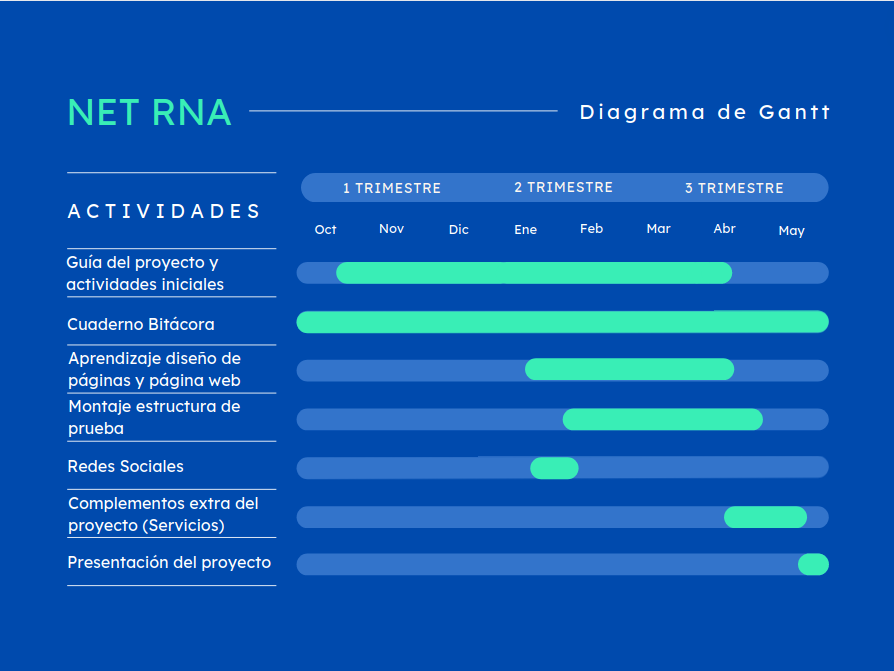 NET RNA
Diagrama de Gantt
ACTIVIDADES
1 TRIMESTRE 2 TRIMESTRE 3 TRIMESTRE
Oct Nov Dic Ene Feb Mar Abr May
Guía del proyecto y
actividades iniciales
Cuaderno Bitácora
Aprendizaje diseño de
páginas y página web
Montaje estructura de
prueba
Redes Sociales
Complementos extra del
proyecto (Servicios)
Presentación del proyecto